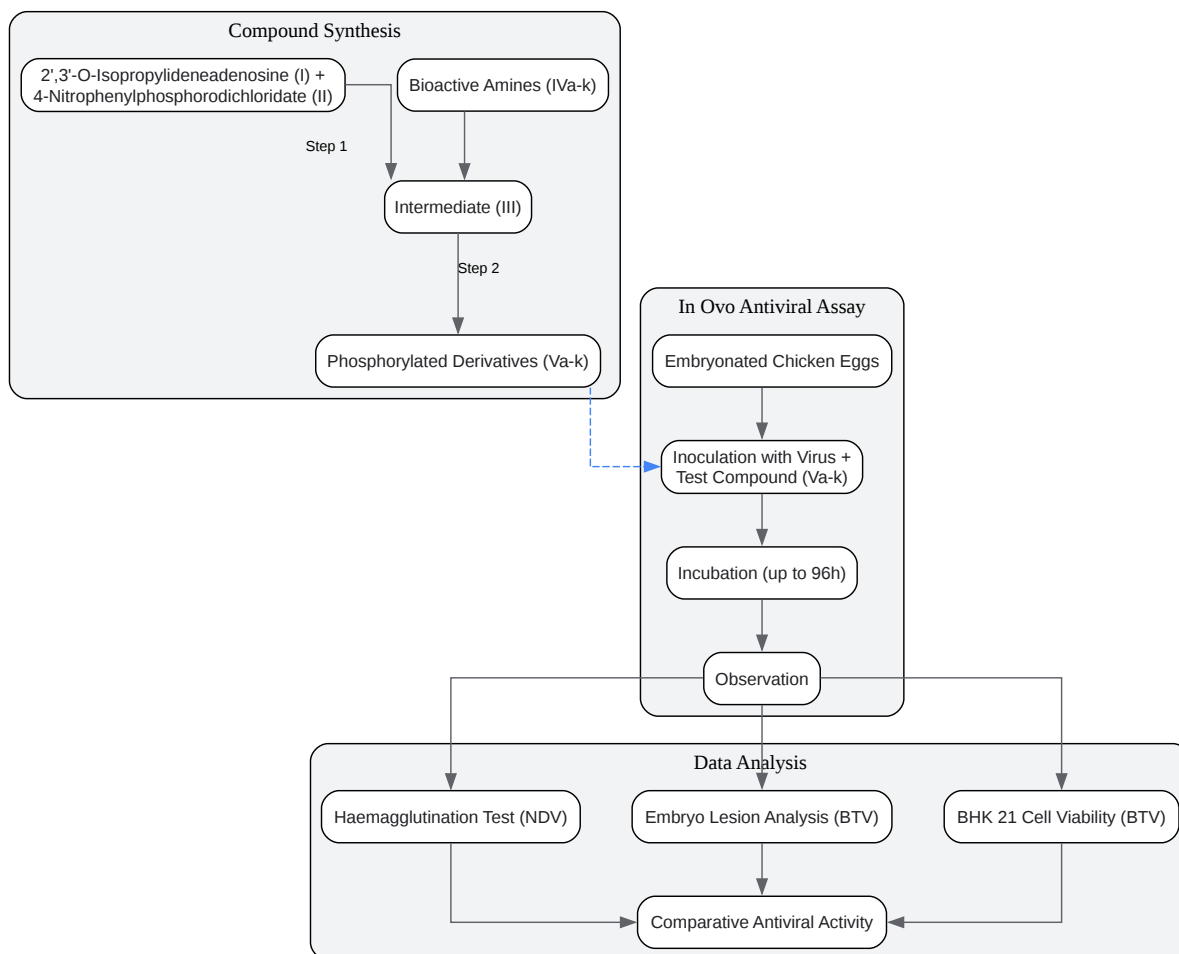 Compound Synthesis
2',3'-O-Isopropylideneadenosine (I) +
4-Nitrophenylphosphorodichloridate (II)
Bioactive Amines (IVa-k)
Step 1
Intermediate (III)
Step 2
Phosphorylated Derivatives (Va-k)
In Ovo Antiviral Assay
Embryonated Chicken Eggs
Inoculation with Virus +
Test Compound (Va-k)
Incubation (up to 96h)
Observation
Data Analysis
Haemagglutination Test (NDV)
Embryo Lesion Analysis (BTV)
BHK 21 Cell Viability (BTV)
Comparative Antiviral Activity